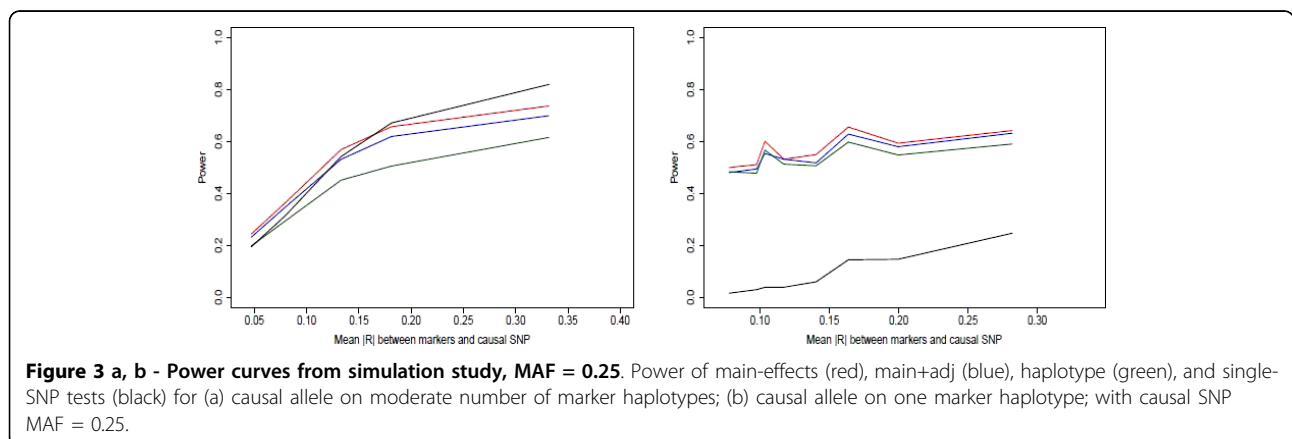 1.0
0.8
0.6
0.4
0.2
0.0
Power
0.05 0.10 0.15 0.20 0.25 0.30 0.35 0.40
Mean |R| between markers and causal SNP
1.0
0.8
0.6
0.4
0.2
0.0
Power
0.10 0.15 0.20 0.25 0.30
Mean |R| between markers and causal SNP
Figure 3 a, b - Power curves from simulation study, MAF = 0.25. Power of main-effects (red), main+adj (blue), haplotype (green), and single-
SNP tests (black) for (a) causal allele on moderate number of marker haplotypes; (b) causal allele on one marker haplotype; with causal SNP
MAF = 0.25.